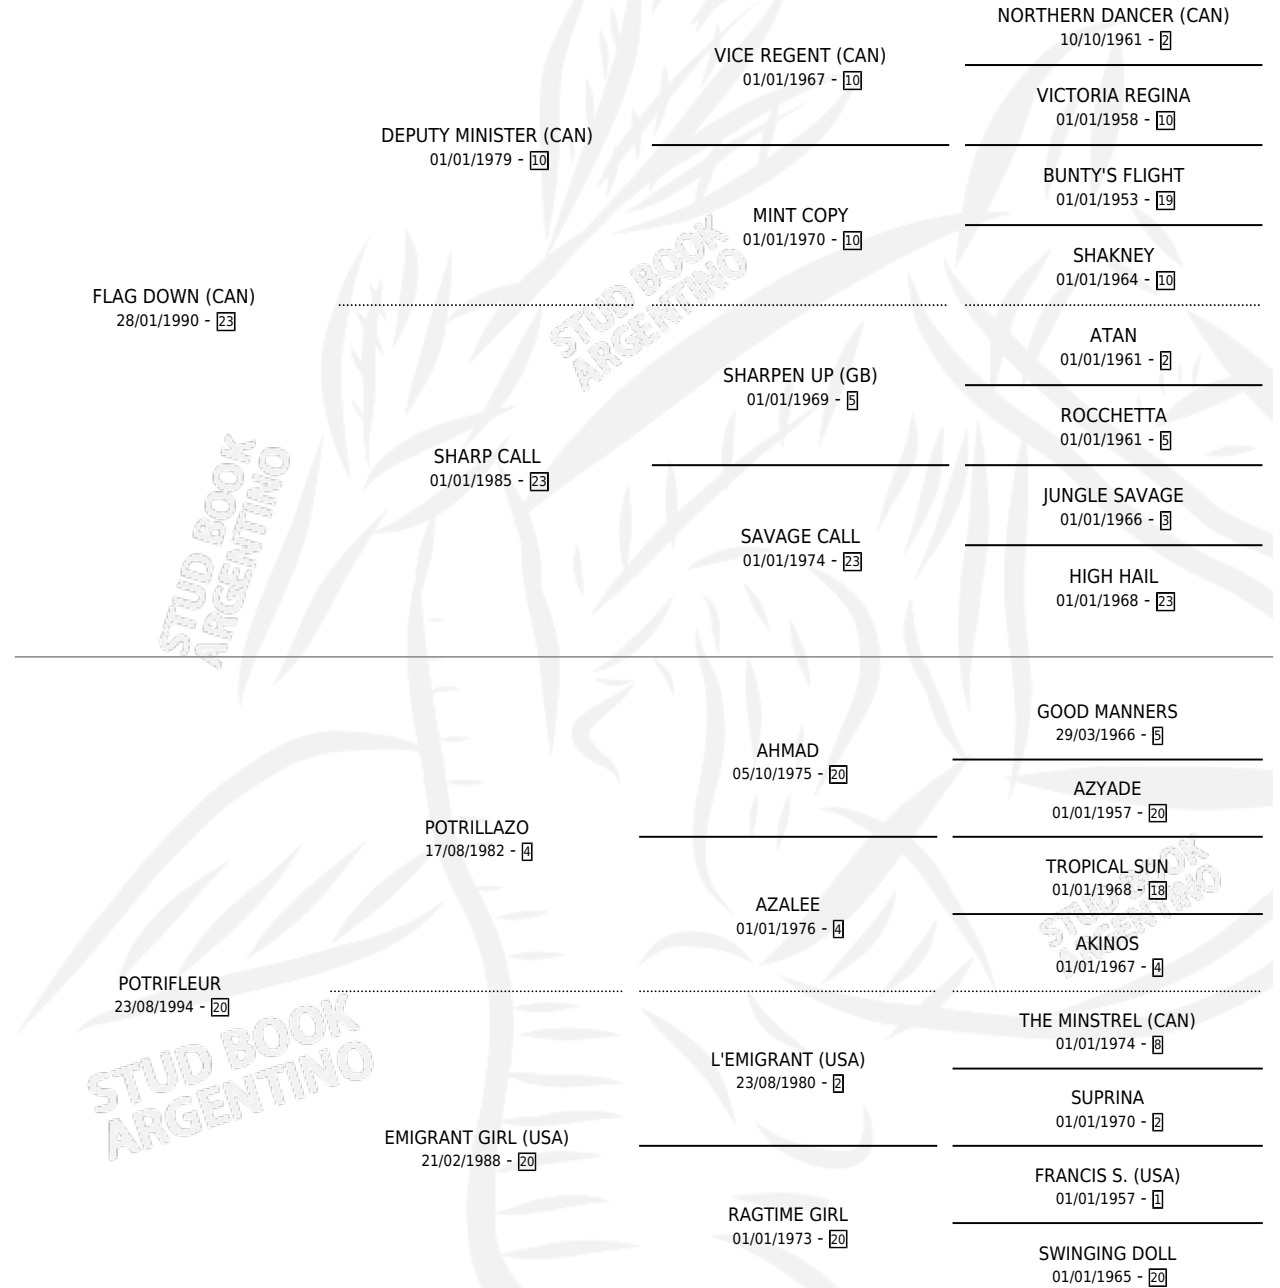 NORTHERN DANCER (CAN)
10/10/1961 - 2
VICE REGENT (CAN)
01/01/1967 - 10
VICTORIA REGINA
01/01/1958 - 10
DEPUTY MINISTER (CAN)
01/01/1979 - 10
BUNTY'S FLIGHT
01/01/1953 - 19
MINT COPY
01/01/1970 - 10
SHAKNEY
01/01/1964 - 10
FLAG DOWN (CAN)
28/01/1990 - 23
STUD BOOK
ARGENTINO
ATAN
01/01/1961 - 2
SHARPEN UP (GB)
01/01/1969 - 5
ROCCHETTA
01/01/1961 - 5
SHARP CALL
01/01/1985 - 23
JUNGLE SAVAGE
01/01/1966 - 3
SAVAGE CALL
01/01/1974 - 23
HIGH HAIL
01/01/1968 - 23
STUD BOOK
ARGENTINO
GOOD MANNERS
29/03/1966 - 5
AHMAD
05/10/1975 - 20
AZYADE
01/01/1957 - 20
POTRILLAZO
17/08/1982 - 4
TROPICAL SUN
01/01/1968 - 18
AZALEE
01/01/1976 - 4
STUD BOOK
ARGENTINO
AKINOS
01/01/1967 - 4
POTRIFLEUR
23/08/1994 - 20
THE MINSTREL (CAN)
01/01/1974 - 8
L'EMIGRANT (USA)
23/08/1980 - 2
SUPRINA
01/01/1970 - 2
STUD BOOK
ARGENTINO
EMIGRANT GIRL (USA)
21/02/1988 - 20
FRANCIS S. (USA)
01/01/1957 - 1
RAGTIME GIRL
01/01/1973 - 20
SWINGING DOLL
01/01/1965 - 20